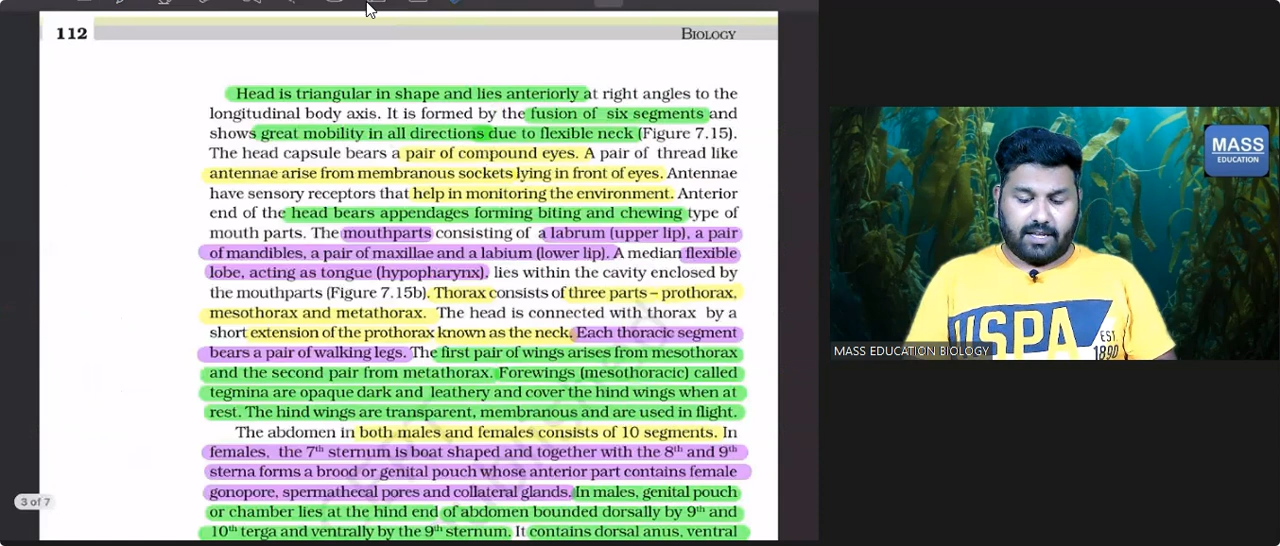 112
BIOLOGY
Head is triangular in shape and lies anteriorly at right angles to the
longitudinal body axis. It is formed by the fusion of six segments and
shows great mobility in all directions due to flexible neck (Figure 7.15).
The head capsule bears a pair of compound eyes. A pair of thread like
antennae arise from membranous sockets lying in front of eyes. Antennae
have sensory receptors that help in monitoring the environment. Anterior
end of the head bears appendages forming biting and chewing type of
mouth parts. The mouthparts consisting of a labrum (upper lip), a pair
of mandibles, a pair of maxillae and a labium (lower lip). A median flexible
lobe, acting as tongue (hypopharynx), lies within the cavity enclosed by
the mouthparts (Figure 7.15b). Thorax consists of three parts – prothorax,
mesothorax and metathorax. The head is connected with thorax by a
short extension of the prothorax known as the neck. Each thoracic segment
bears a pair of walking legs. The first pair of wings arises from mesothorax
and the second pair from metathorax. Forewings (mesothoracic) called
tegmina are opaque dark and leathery and cover the hind wings when at
rest. The hind wings are transparent, membranous and are used in flight.
The abdomen in both males and females consists of 10 segments. In
females, the 7th sternum is boat shaped and together with the 8th and 9th
sterna forms a brood or genital pouch whose anterior part contains female
gonopore, spermathecal pores and collateral glands. In males, genital pouch
or chamber lies at the hind end of abdomen bounded dorsally by 9th and
10th terga and ventrally by the 9th sternum. It contains dorsal anus, ventral
3 of 7
MASS
EDUCATION
USPA
EST.
1890
MASS EDUCATION BIOLOGY